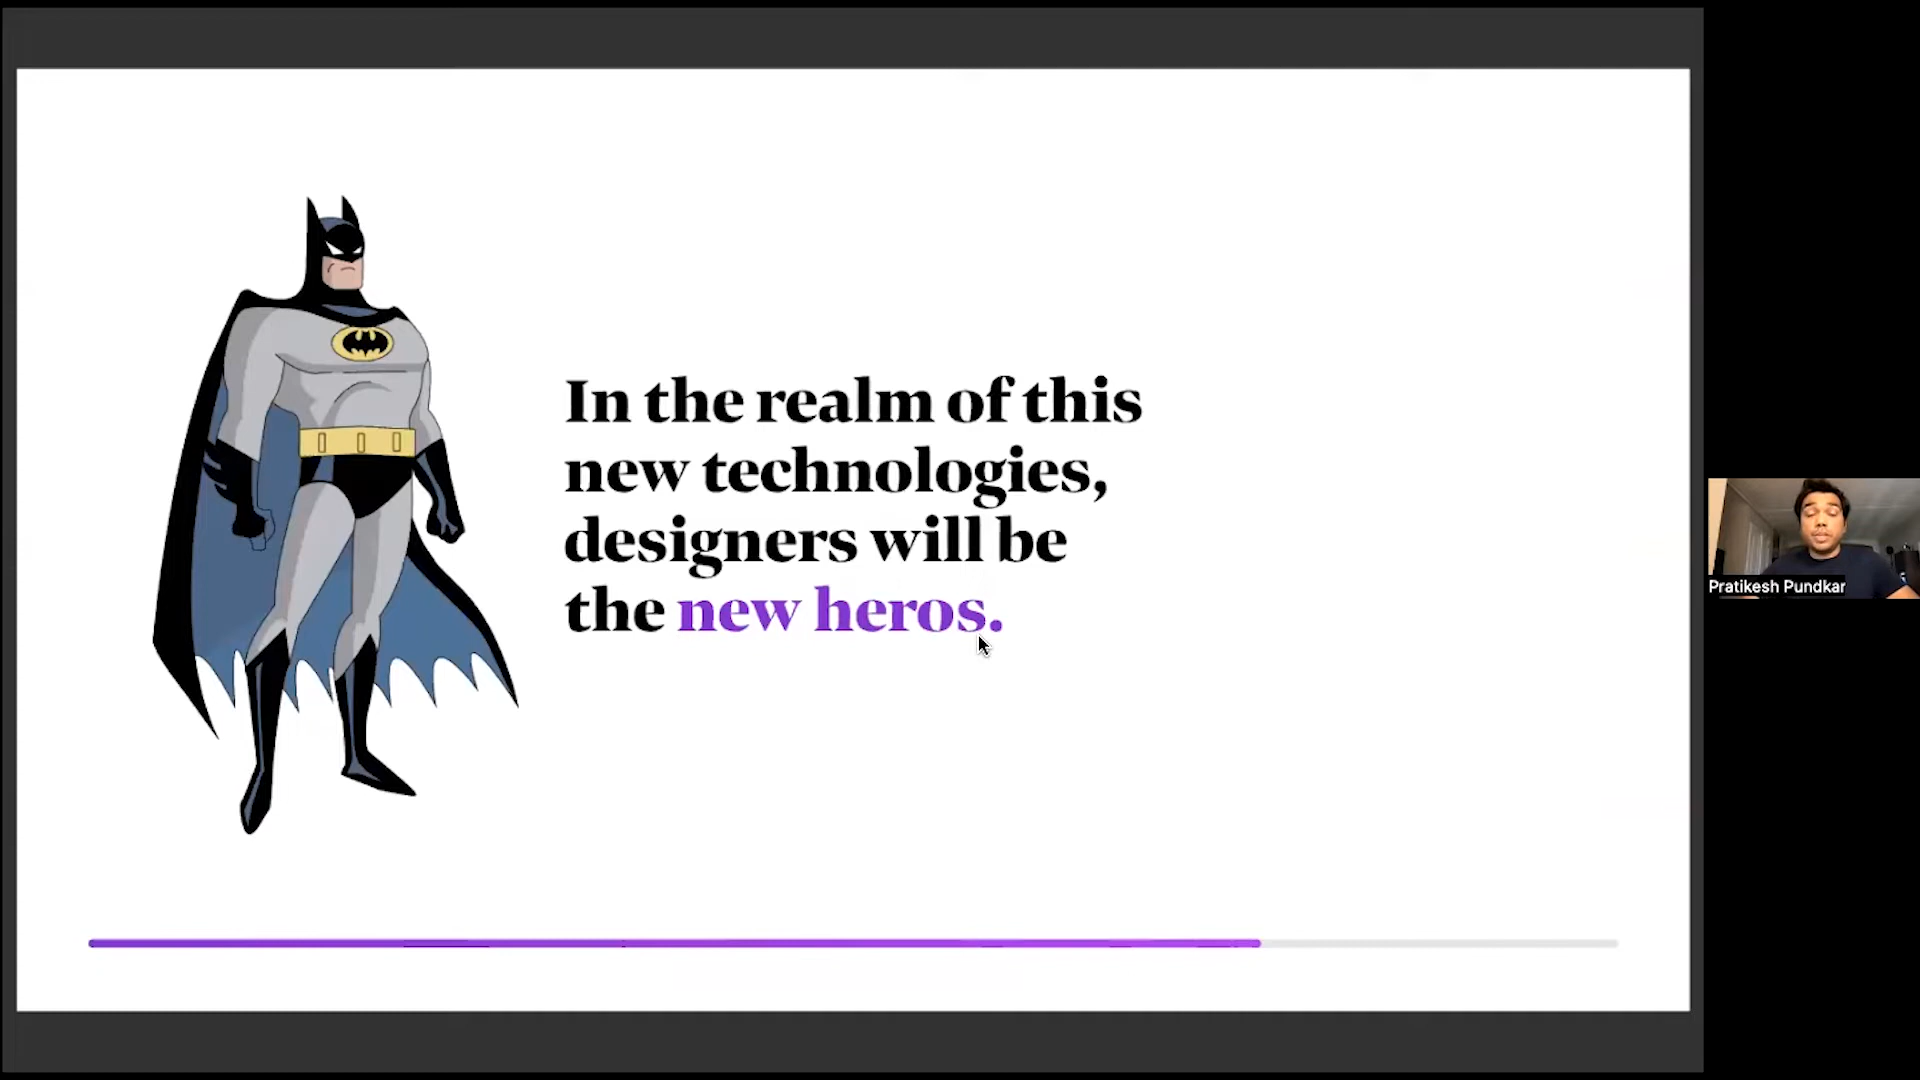 In the realm of this
new technologies,
designers will be
the new heros.
Pratikesh Pundkar